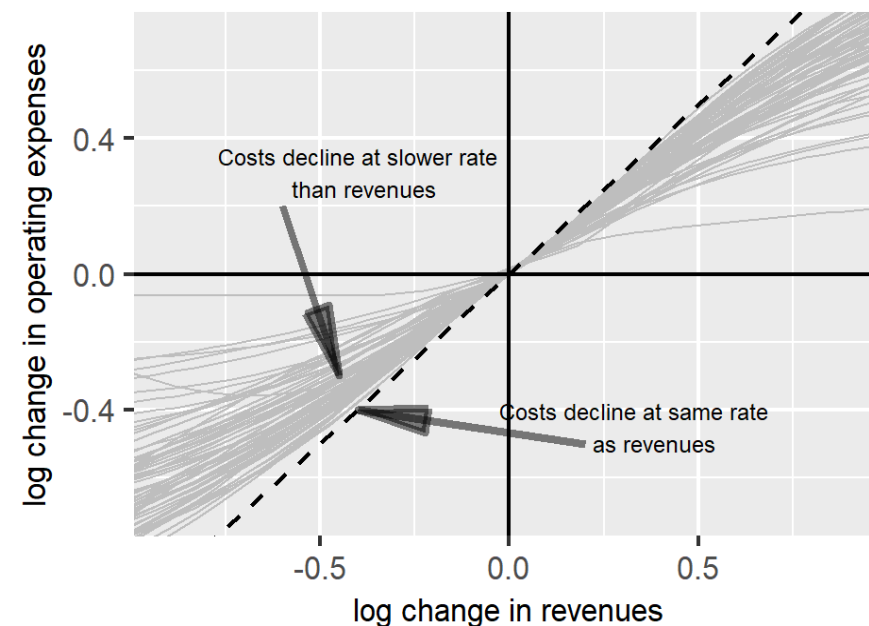 log change in operating expenses
0.4
0.0
-0.4
Costs decline at slower rate
than revenues
Costs decline at same rate
as revenues
-0.5
0.0
0.5
log change in revenues